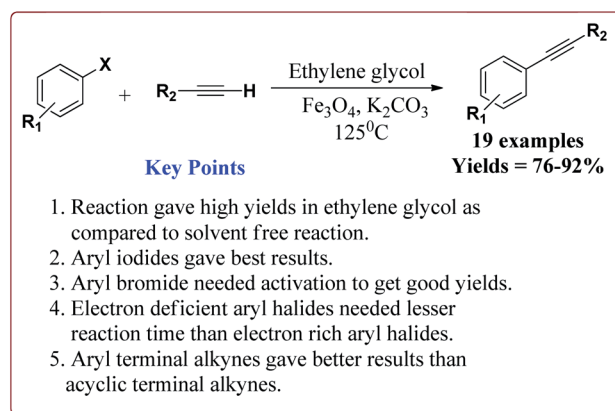 X
R2
R1
+
R2
H
Ethylene glycol
Fe3O4, K2CO3
125⁰C
R2
R1
19 examples
Yields = 76-92%
Key Points
1. Reaction gave high yields in ethylene glycol as
compared to solvent free reaction.
2. Aryl iodides gave best results.
3. Aryl bromide needed activation to get good yields.
4. Electron deficient aryl halides needed lesser
reaction time than electron rich aryl halides.
5. Aryl terminal alkynes gave better results than
acyclic terminal alkynes.